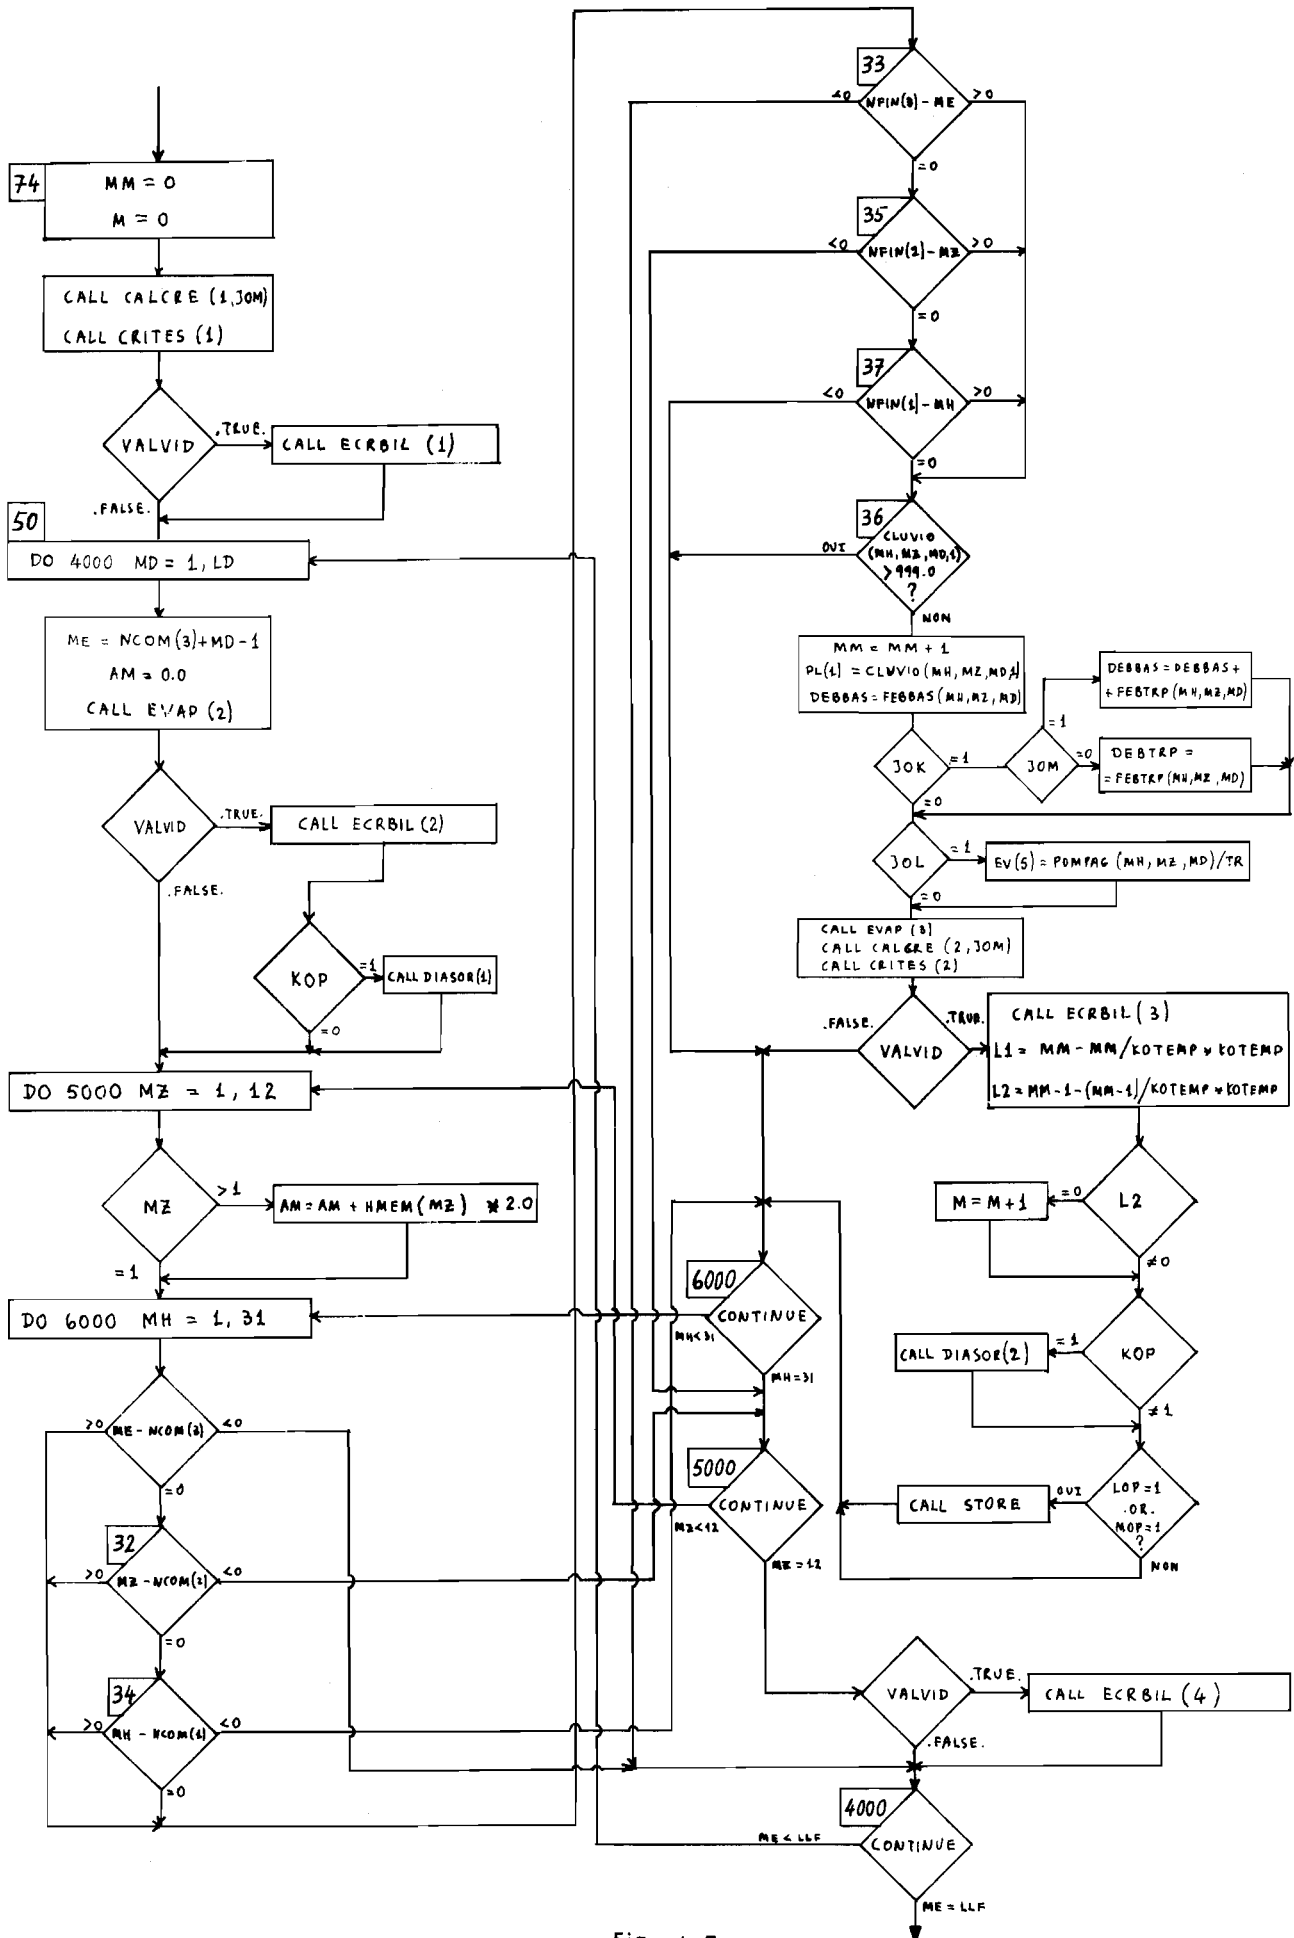 74
MM = 0
M = 0
CALL CALCRE (1,JOM)
CALL CRITES (1)
VALVID
.TRUE.
CALL ECRBIL (1)
.FALSE.
50
DO 4000 MD = 1, LD
ME = NCOM(3)+MD-1
AM = 0.0
CALL EVAP (2)
VALVID
.TRUE.
CALL ECRBIL (2)
.FALSE.
KOP
=1
CALL DIASOR(1)
=0
DO 5000 MZ = 1, 12
MZ
>1
AM = AM + HMEM(MZ) * 2.0
=1
DO 6000 MH = 1, 31
>0
ME - NCOM(3)
<0
=0
32
>0
MZ - NCOM(2)
<0
=0
34
>0
MH - NCOM(1)
<0
=0
33
<0
NFIN(3) - ME
>0
=0
35
<0
NFIN(2) - MZ
>0
=0
37
<0
NFIN(1) - MH
>0
=0
36
CLUVIO
(MH, MZ, MD, 1)
> 999.0
?
OUI
NON
MM = MM + 1
PL(1) = CLUVIO(MH, MZ, MD,1)
DEBBAS = FEBBAS(MH, MZ, MD)
JOK
=1
JOM
=1
DEBBAS = DEBBAS +
+ FEBTRP (MH, MZ, MD)
=0
DEBTRP =
= FEBTRP (MH, MZ, MD)
=0
JOL
=1
EV(5) = POMPAG (MH, MZ, MD)/TR
=0
CALL EVAP (3)
CALL CALCRE (2,JOM)
CALL CRITES (2)
.FALSE.
VALVID
.TRUE.
CALL ECRBIL (3)
L1 = MM - MM/KOTEMP * KOTEMP
L2 = MM-1-(MM-1)/KOTEMP * KOTEMP
L2
=0
M = M+1
≠0
KOP
=1
CALL DIASOR(2)
≠1
LOP=1
.OR.
MOP=1
?
OUI
CALL STORE
NON
6000
CONTINUE
MH<31
MH=31
5000
CONTINUE
MZ<12
MZ = 12
VALVID
.TRUE.
CALL ECRBIL (4)
.FALSE.
4000
CONTINUE
ME < LLF
ME = LLF